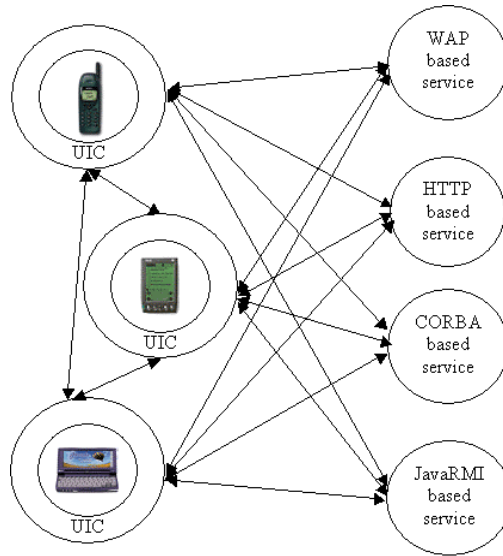 UIC
UIC
UIC
WAP
based
service
HTTP
based
service
CORBA
based
service
JavaRMI
based
service